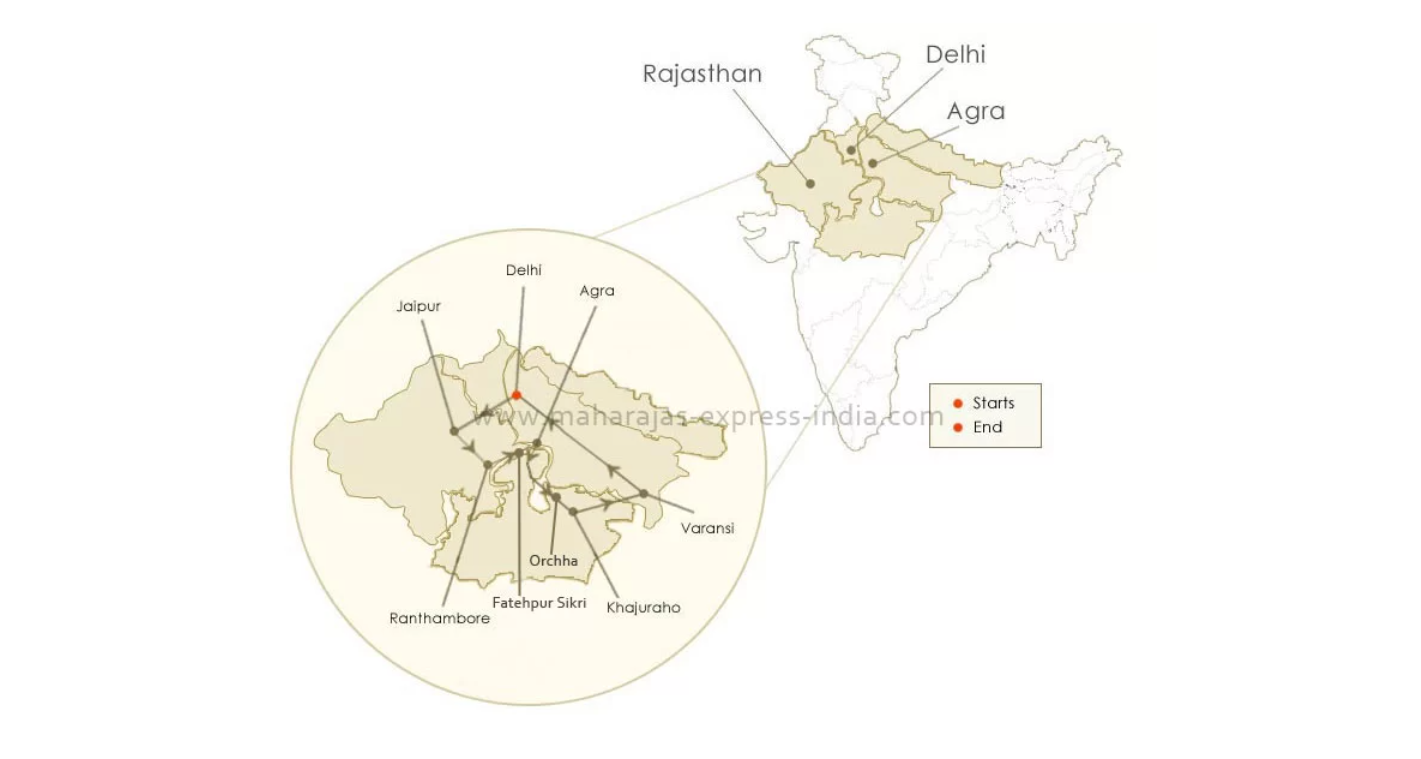 Delhi
Rajasthan
Agra
Delhi
Agra
Jaipur
www.maharajas-express-india.com
Starts
End
Varansi
Orchha
Fatehpur Sikri
Khajuraho
Ranthambore